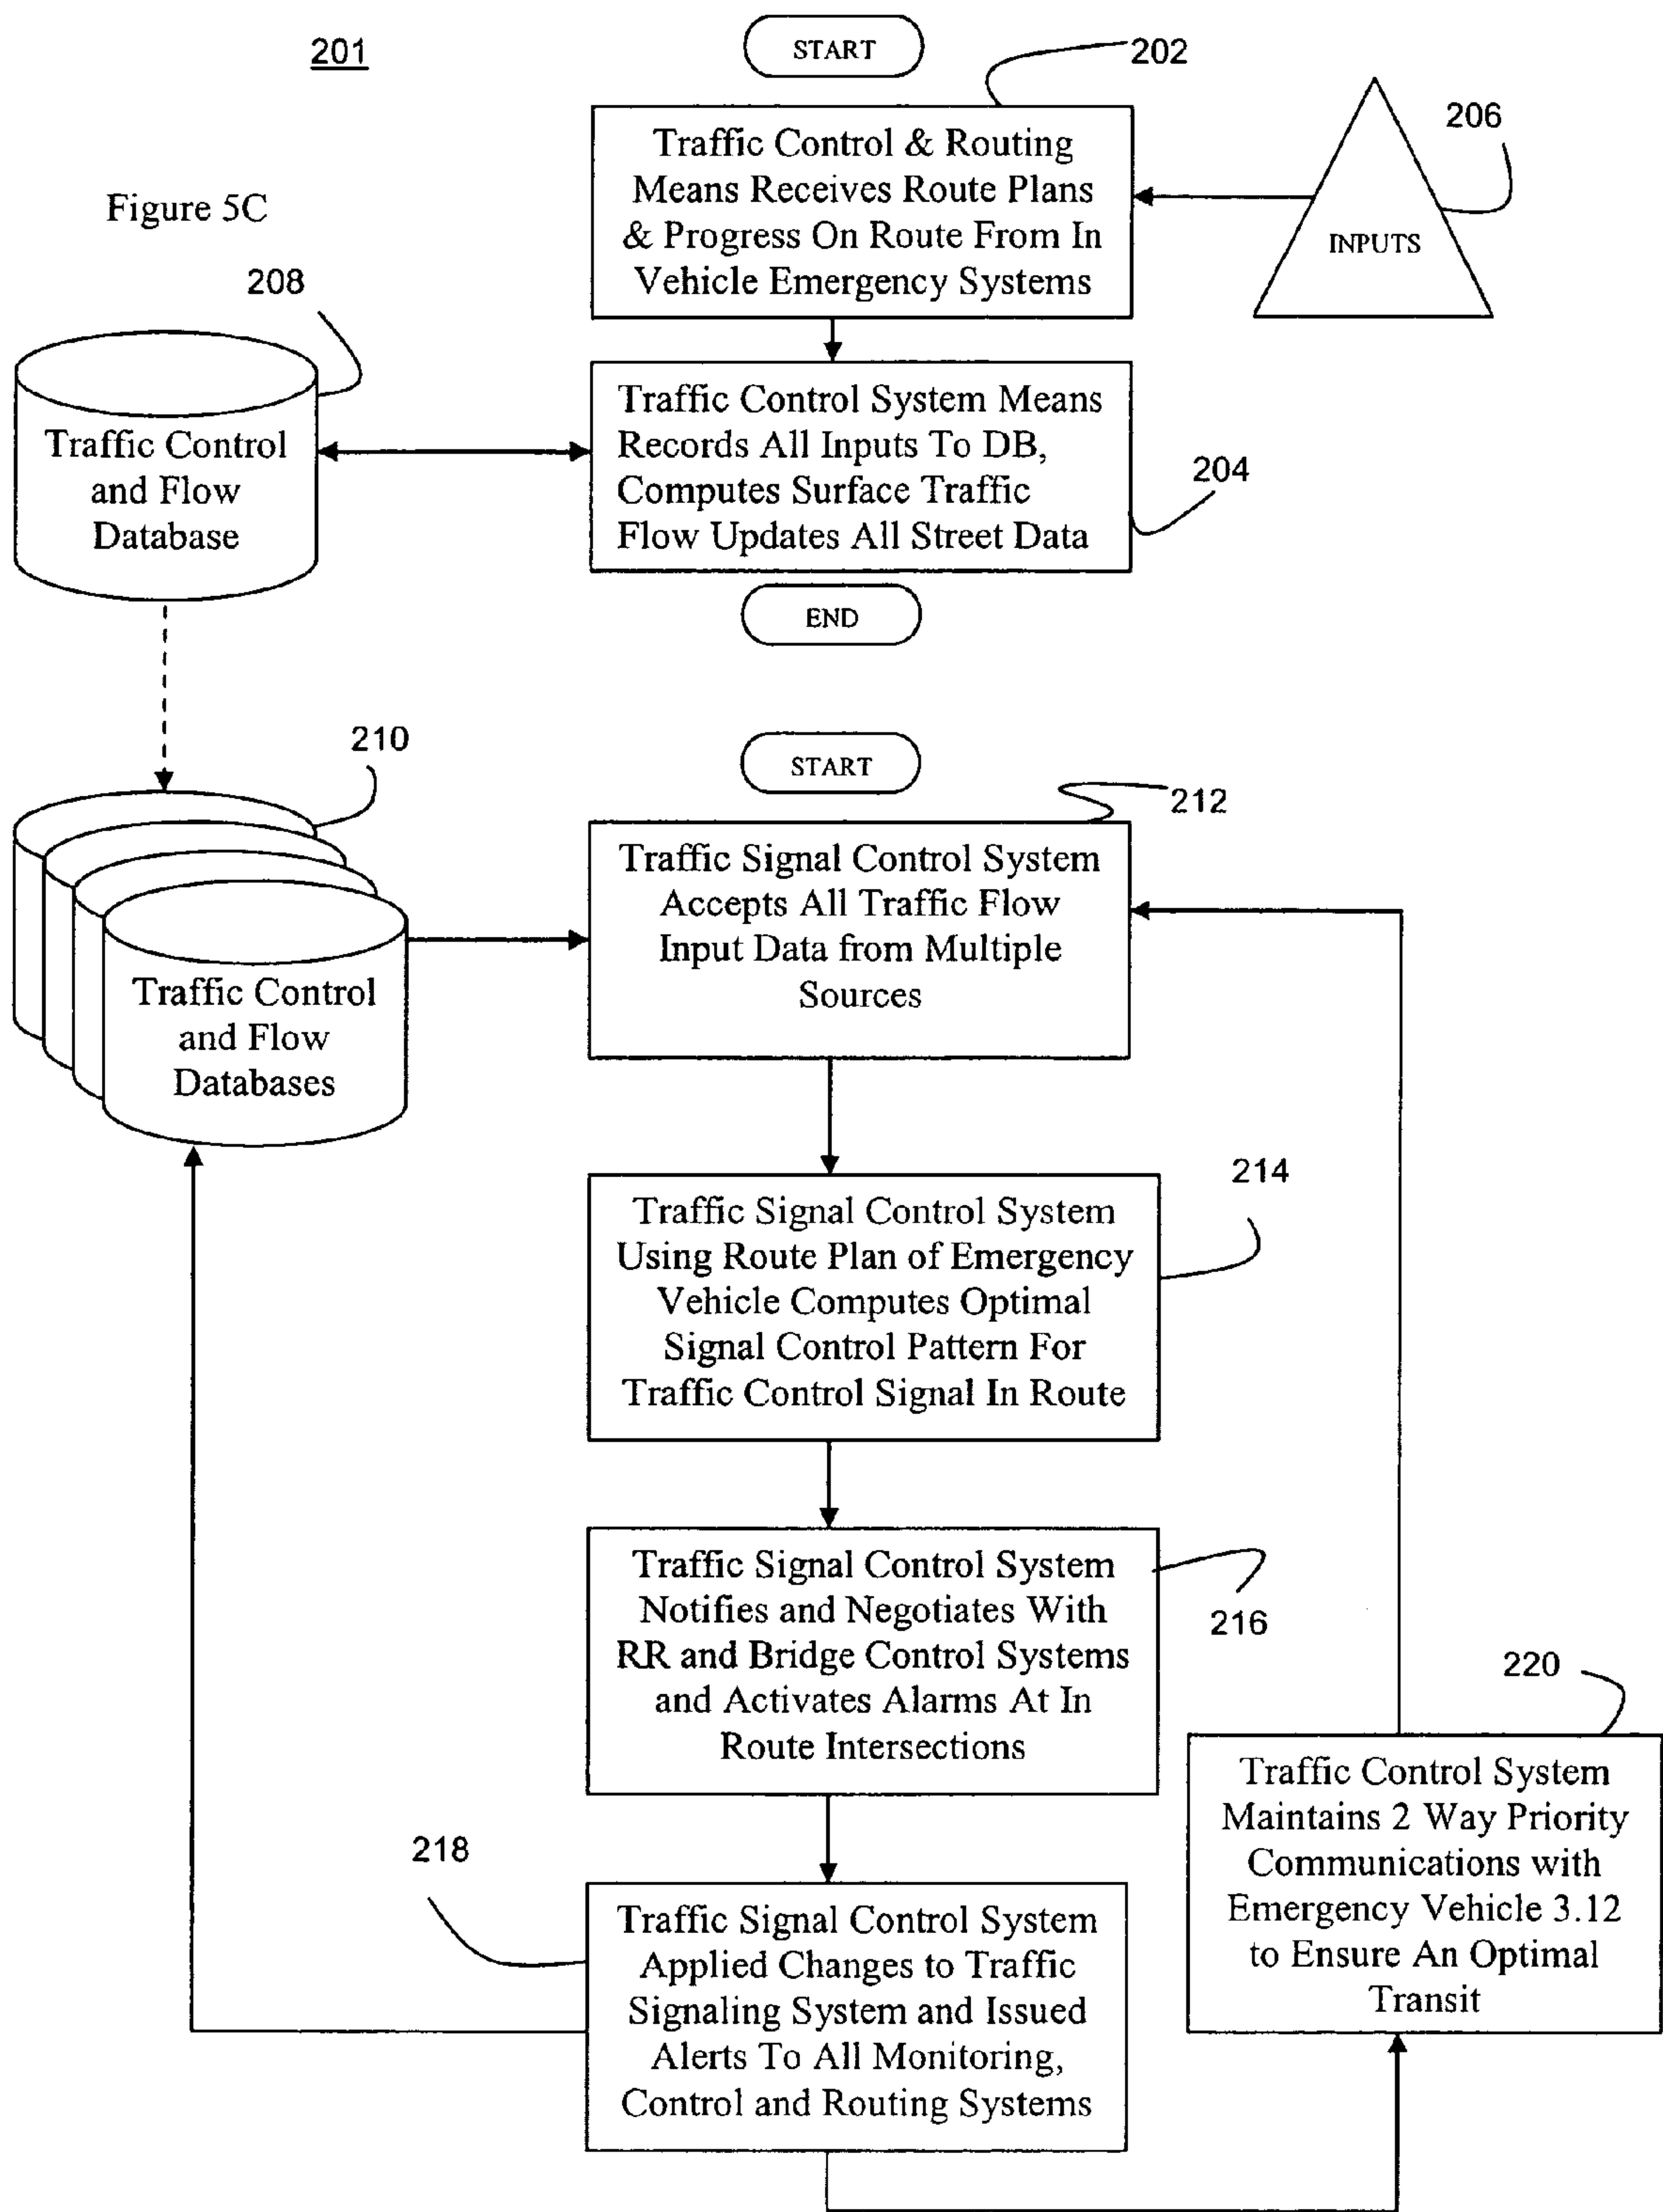 201
START
202
Traffic Control & Routing
Means Receives Route Plans
& Progress On Route From In
Vehicle Emergency Systems
206
INPUTS
Figure 5C
208
Traffic Control
and Flow
Database
Traffic Control System Means
Records All Inputs To DB,
Computes Surface Traffic
Flow Updates All Street Data
204
END
210
START
212
Traffic Control
and Flow
Databases
Traffic Signal Control System
Accepts All Traffic Flow
Input Data from Multiple
Sources
214
Traffic Signal Control System
Using Route Plan of Emergency
Vehicle Computes Optimal
Signal Control Pattern For
Traffic Control Signal In Route
Traffic Signal Control System
Notifies and Negotiates With
RR and Bridge Control Systems
and Activates Alarms At In
Route Intersections
216
220
Traffic Control System
Maintains 2 Way Priority
Communications with
Emergency Vehicle 3.12
to Ensure An Optimal
Transit
218
Traffic Signal Control System
Applied Changes to Traffic
Signaling System and Issued
Alerts To All Monitoring,
Control and Routing Systems